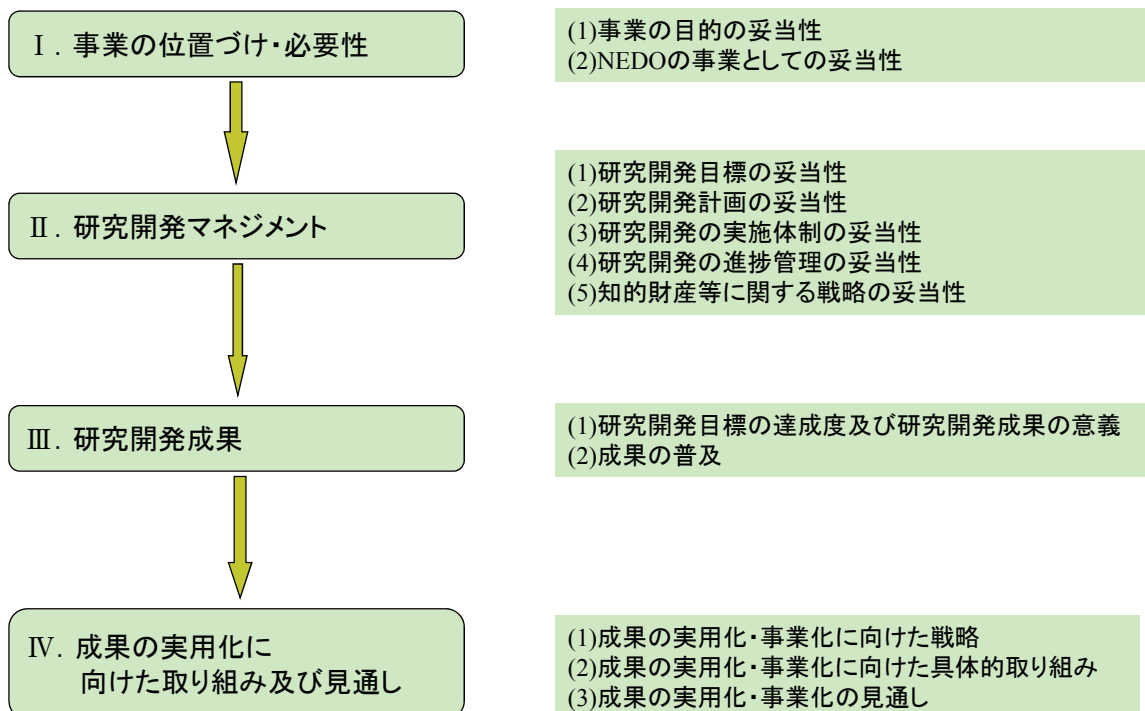 Ⅰ. 事業の位置づけ・必要性
(1)事業の目的の妥当性
(2)NEDOの事業としての妥当性
Ⅱ. 研究開発マネジメント
(1)研究開発目標の妥当性
(2)研究開発計画の妥当性
(3)研究開発の実施体制の妥当性
(4)研究開発の進捗管理の妥当性
(5)知的財産等に関する戦略の妥当性
Ⅲ. 研究開発成果
(1)研究開発目標の達成度及び研究開発成果の意義
(2)成果の普及
Ⅳ. 成果の実用化に
向けた取り組み及び見通し
(1)成果の実用化・事業化に向けた戦略
(2)成果の実用化・事業化に向けた具体的取り組み
(3)成果の実用化・事業化の見通し